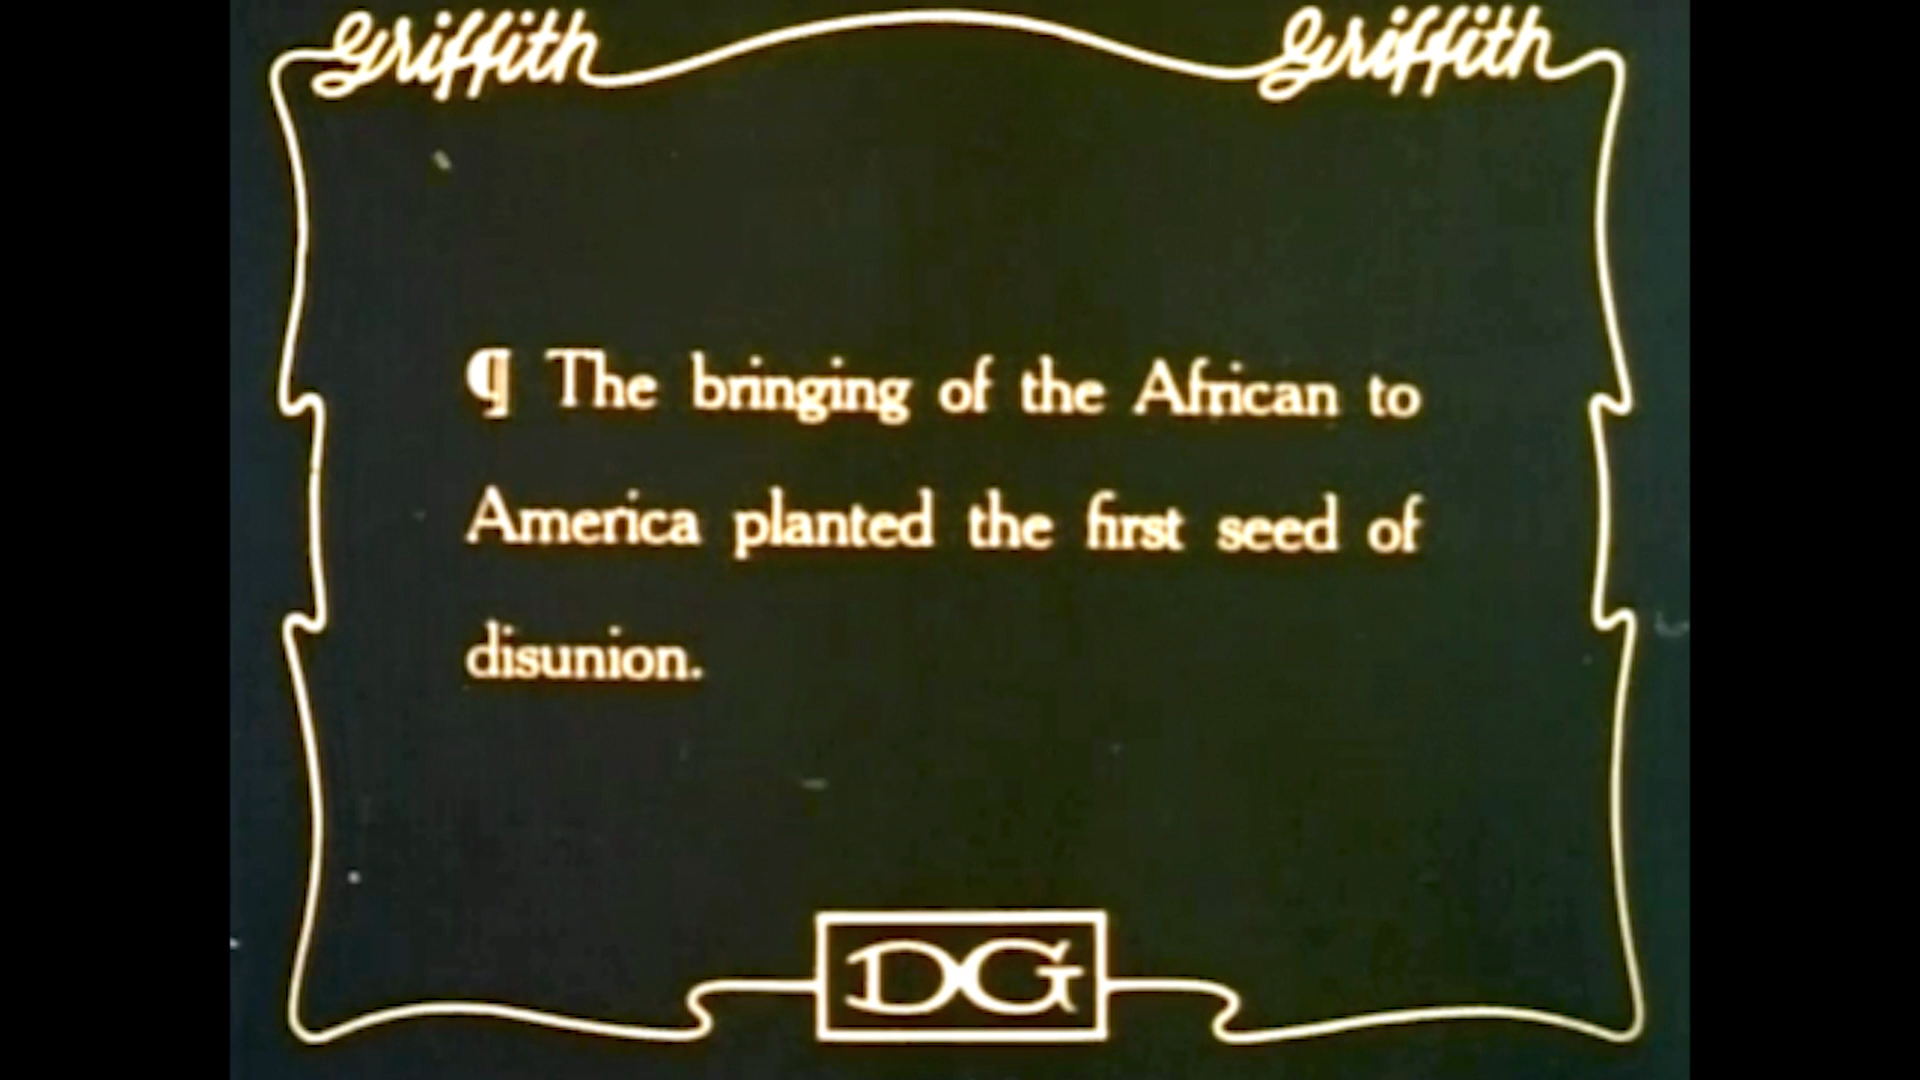 Griffith Griffith
¶ The bringing of the African to
America planted the first seed of
disunion.
DG